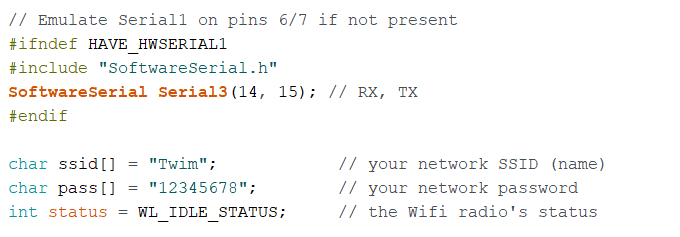 // Emulate Serial1 on pins 6/7 if not present
#ifndef HAVE_HWSERIAL1
#include "SoftwareSerial.h"
SoftwareSerial Serial3(14, 15); // RX, TX
#endif
char ssid[] = "Twim";            // your network SSID (name)
char pass[] = "12345678";        // your network password
int status = WL_IDLE_STATUS;     // the Wifi radio's status